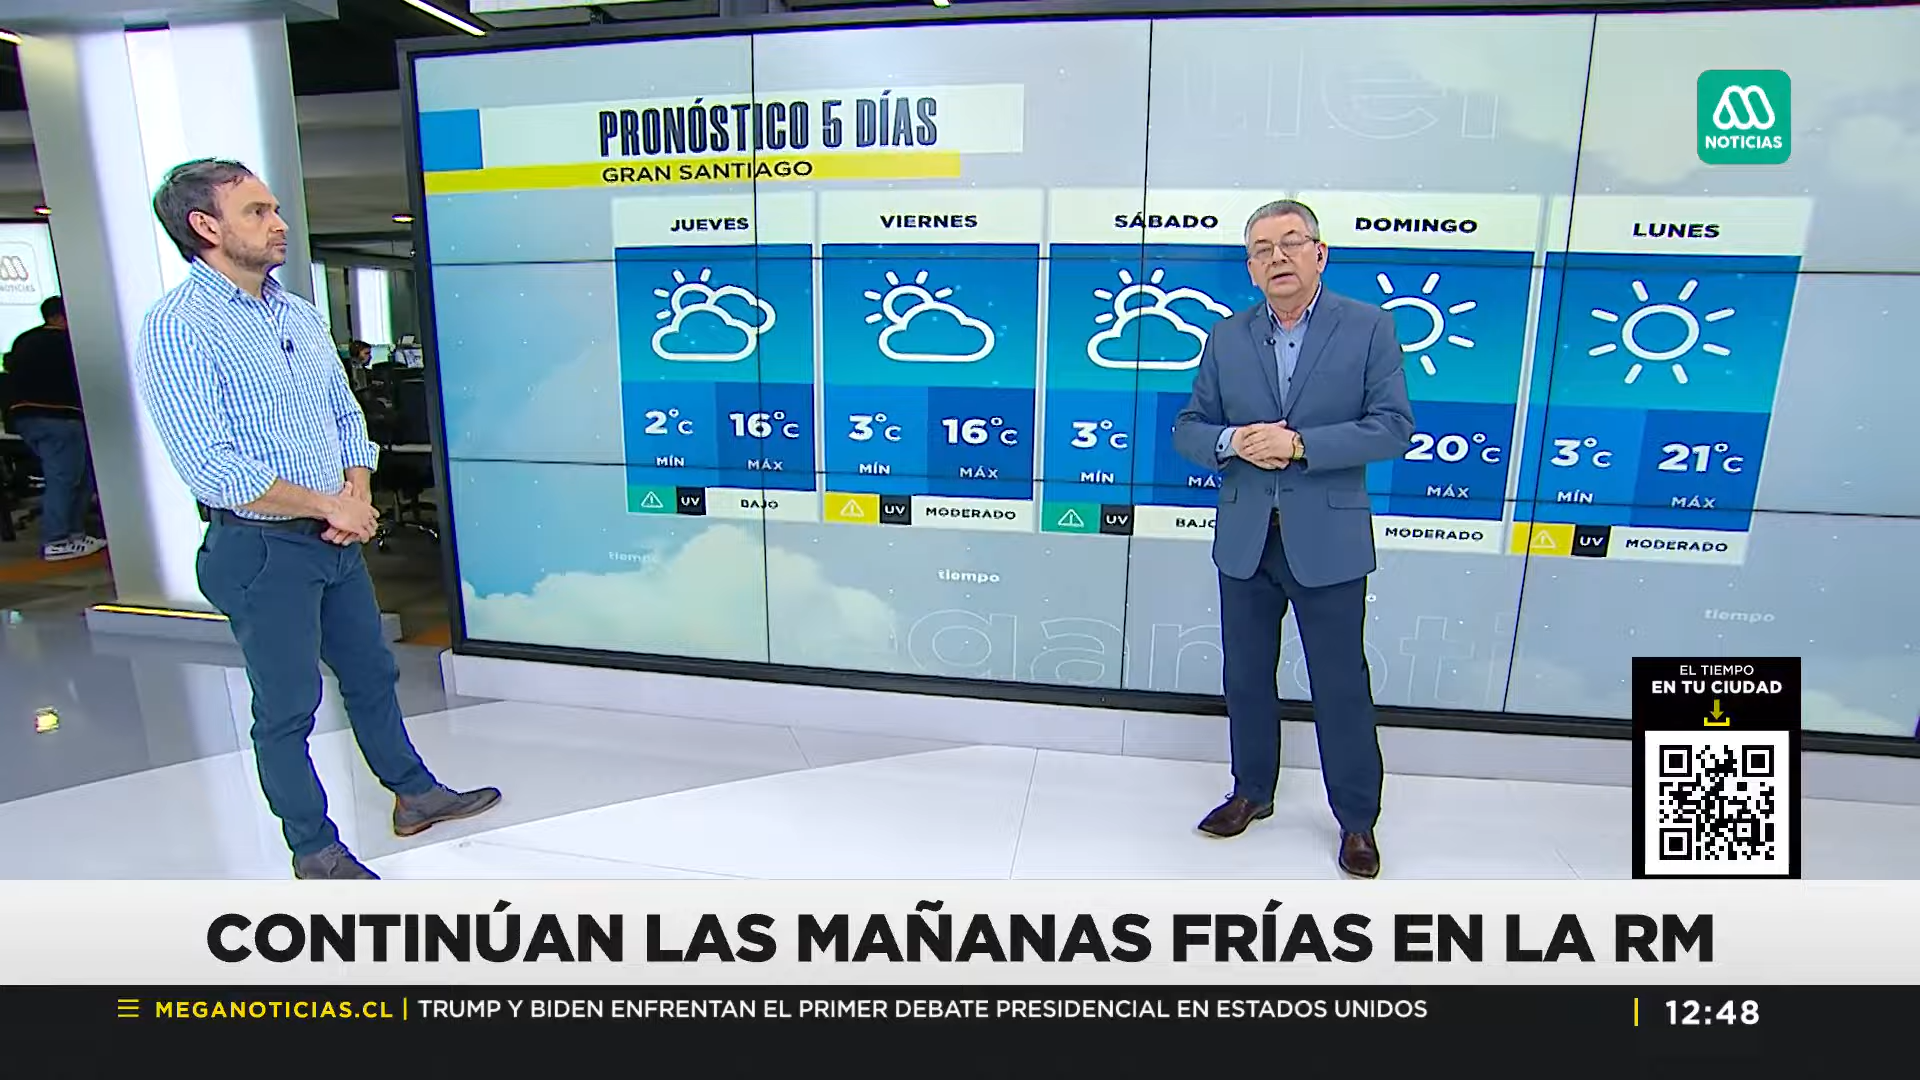 NOTICIAS
PRONÓSTICO 5 DÍAS
GRAN SANTIAGO
JUEVES
VIERNES
SÁBADO
DOMINGO
LUNES
2°C
16°C
3°C
16°C
3°C
20°C
3°C
21°C
MÍN
MÁX
MÍN
MÁX
MÍN
MÁX
MÍN
MÁX
UV
BAJO
UV
MODERADO
UV
BAJO
MODERADO
UV
MODERADO
tiempo
tiempo
tiempo
NOTICIAS
EL TIEMPO
EN TU CIUDAD
CONTINÚAN LAS MAÑANAS FRÍAS EN LA RM
MEGANOTICIAS.CL | TRUMP Y BIDEN ENFRENTAN EL PRIMER DEBATE PRESIDENCIAL EN ESTADOS UNIDOS
12:48